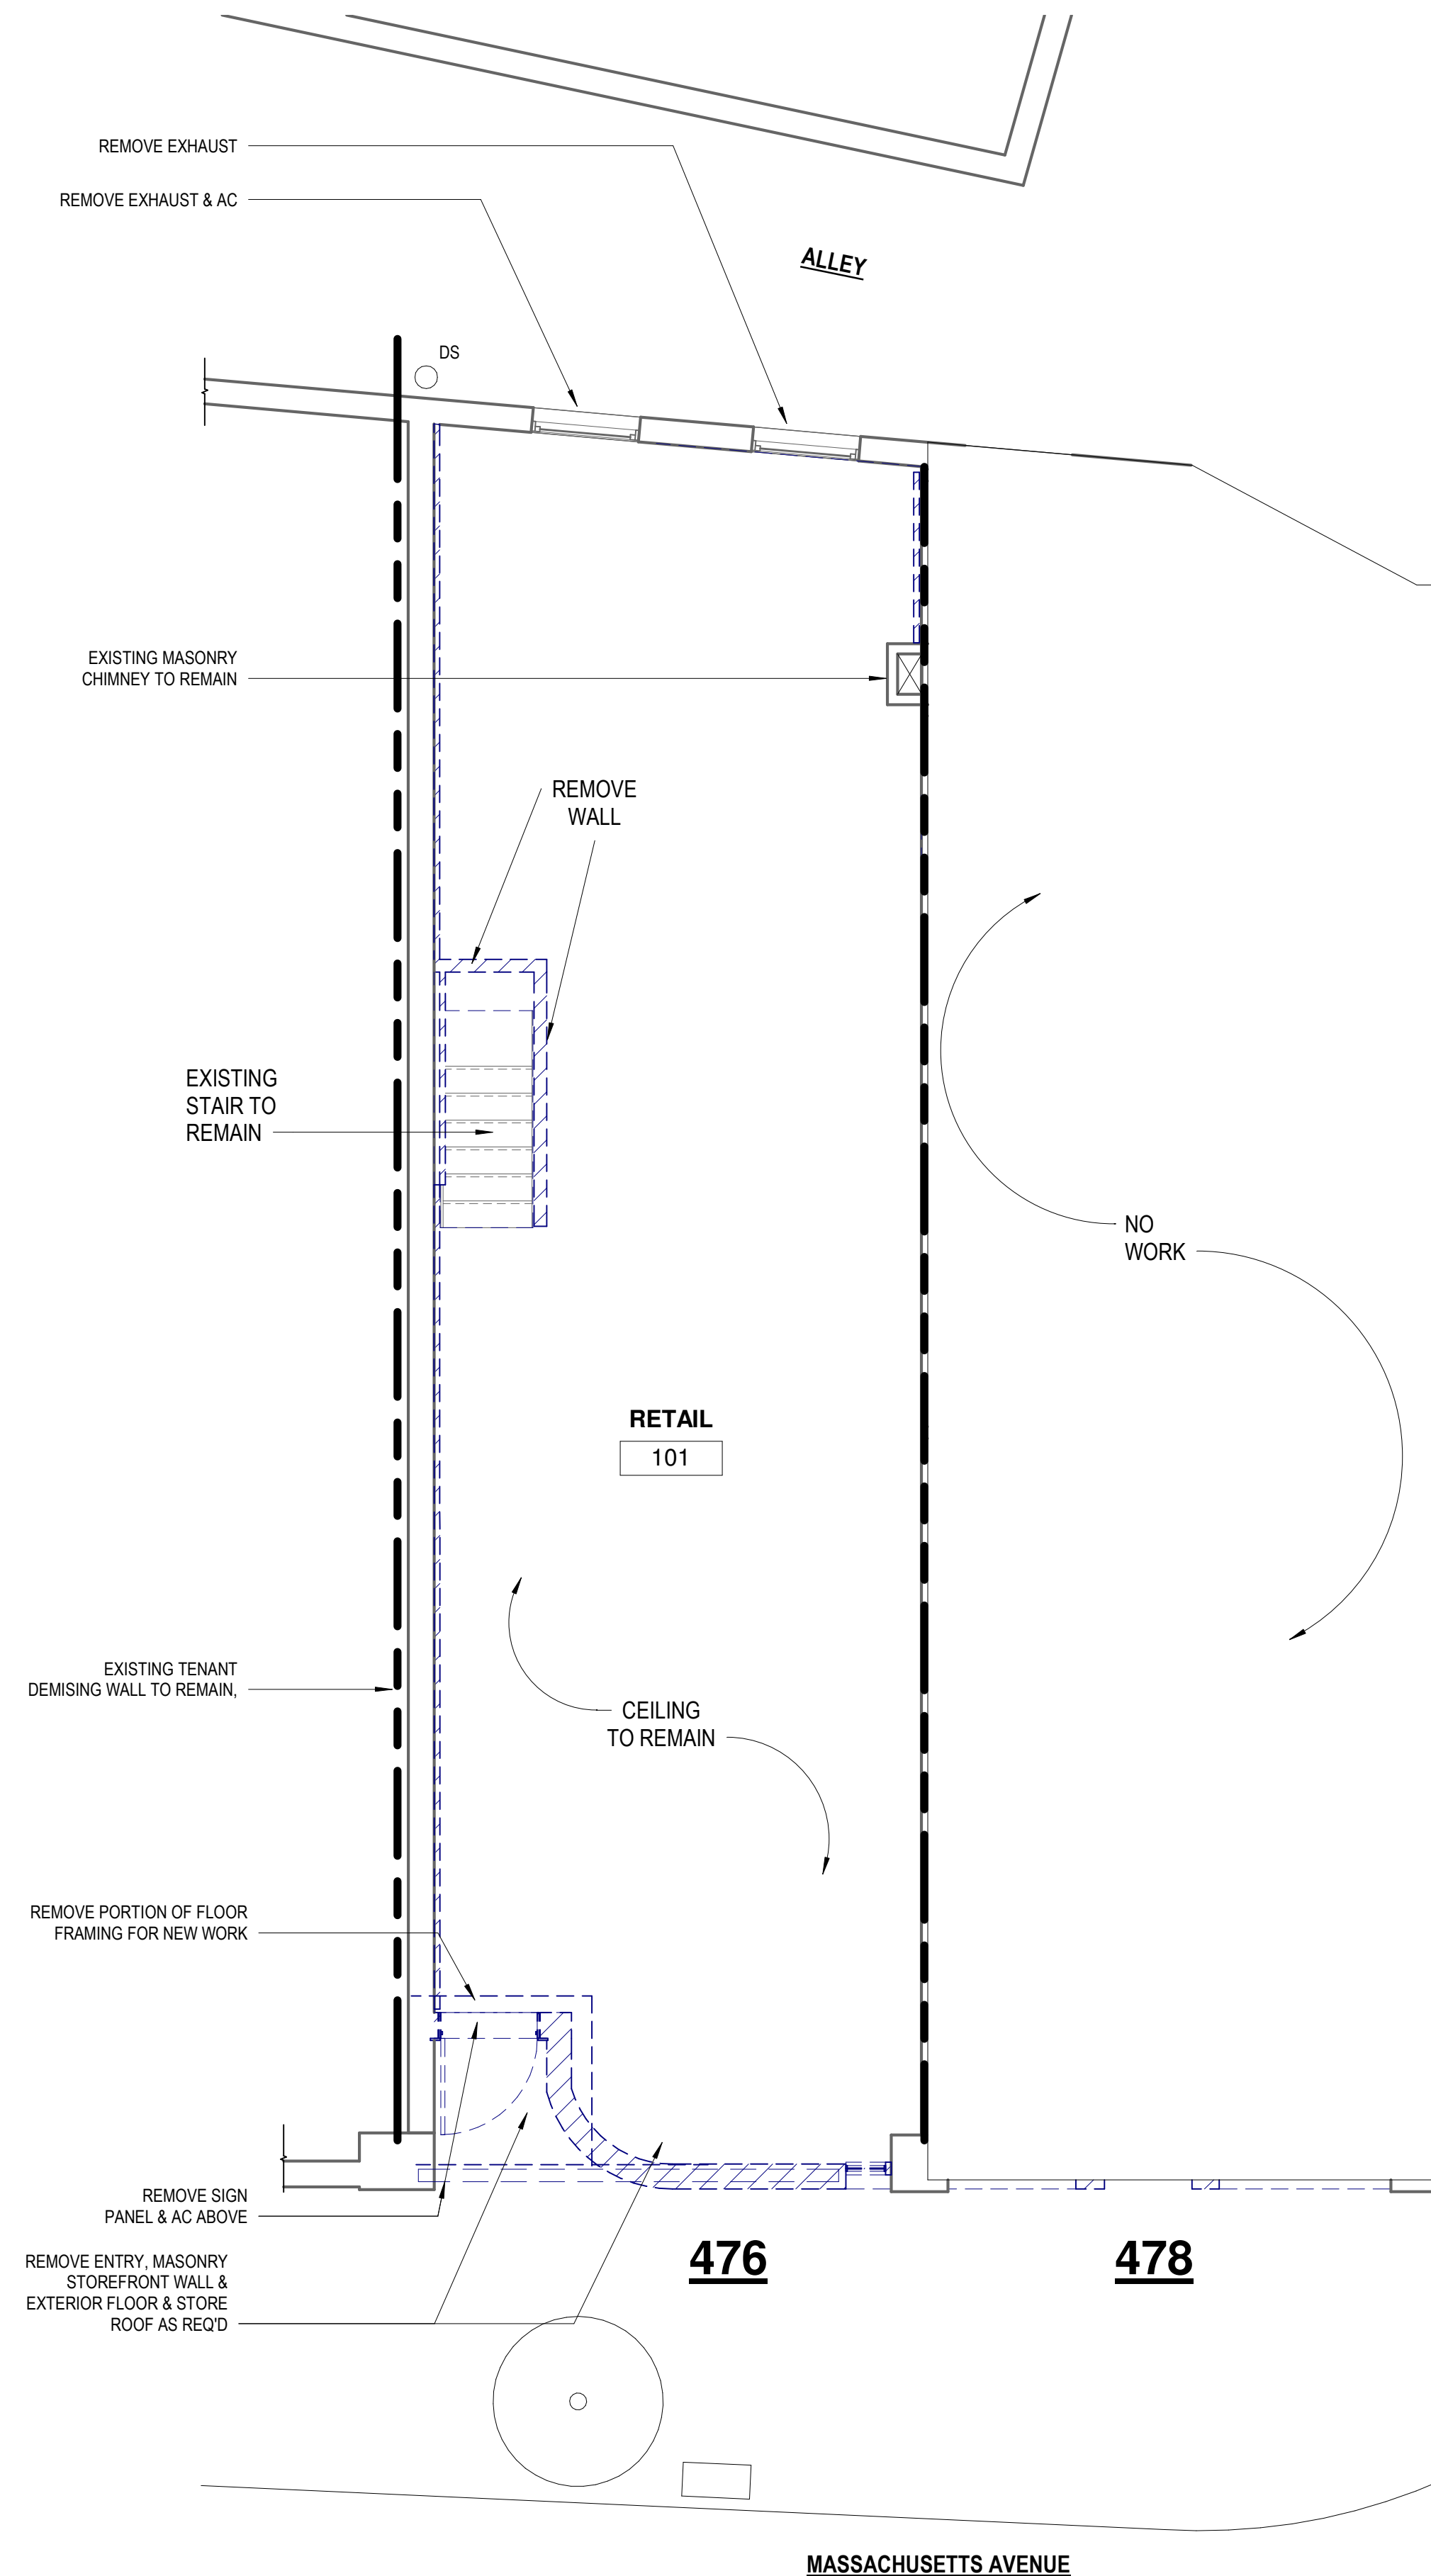 REMOVE EXHAUST
REMOVE EXHAUST & AC
ALLEY
DS
EXISTING MASONRY
CHIMNEY TO REMAIN
REMOVE
WALL
EXISTING
STAIR TO
REMAIN
NO
WORK
RETAIL
101
EXISTING TENANT
DEMISING WALL TO REMAIN,
CEILING
TO REMAIN
REMOVE PORTION OF FLOOR
FRAMING FOR NEW WORK
REMOVE SIGN
PANEL & AC ABOVE
REMOVE ENTRY, MASONRY
STOREFRONT WALL &
EXTERIOR FLOOR & STORE
ROOF AS REQ'D
476
478
MASSACHUSETTS AVENUE